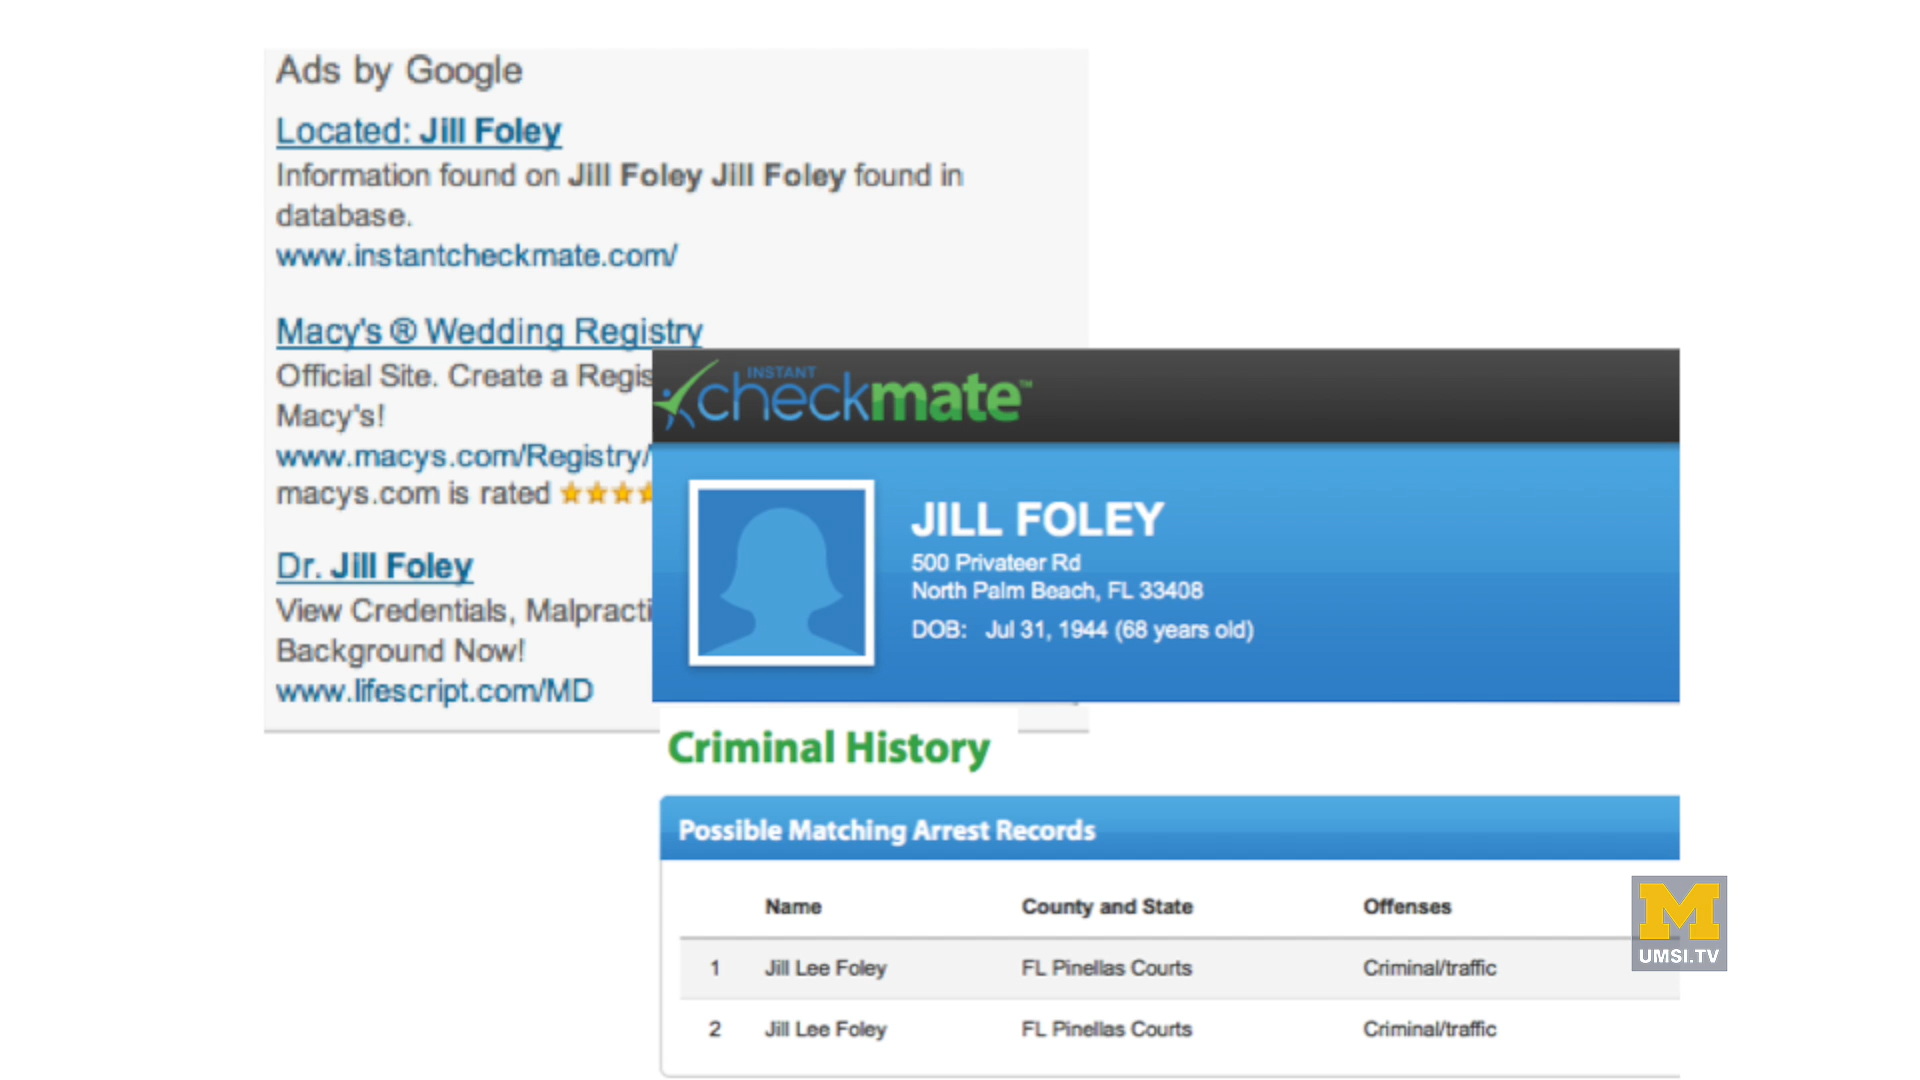 Ads by Google
Located: Jill Foley
Information found on Jill Foley Jill Foley found in
database.
www.instantcheckmate.com/
Macy's ® Wedding Registry
Official Site. Create a Regis
Macy's!
www.macys.com/Registry/
macys.com is rated
Dr. Jill Foley
View Credentials, Malpracti
Background Now!
www.lifescript.com/MD
INSTANT
checkmate™
JILL FOLEY
500 Privateer Rd
North Palm Beach, FL 33408
DOB: Jul 31, 1944 (68 years old)
Criminal History
Possible Matching Arrest Records
Name County and State Offenses
1 Jill Lee Foley FL Pinellas Courts Criminal/traffic
2 Jill Lee Foley FL Pinellas Courts Criminal/traffic
M
UMSI.TV